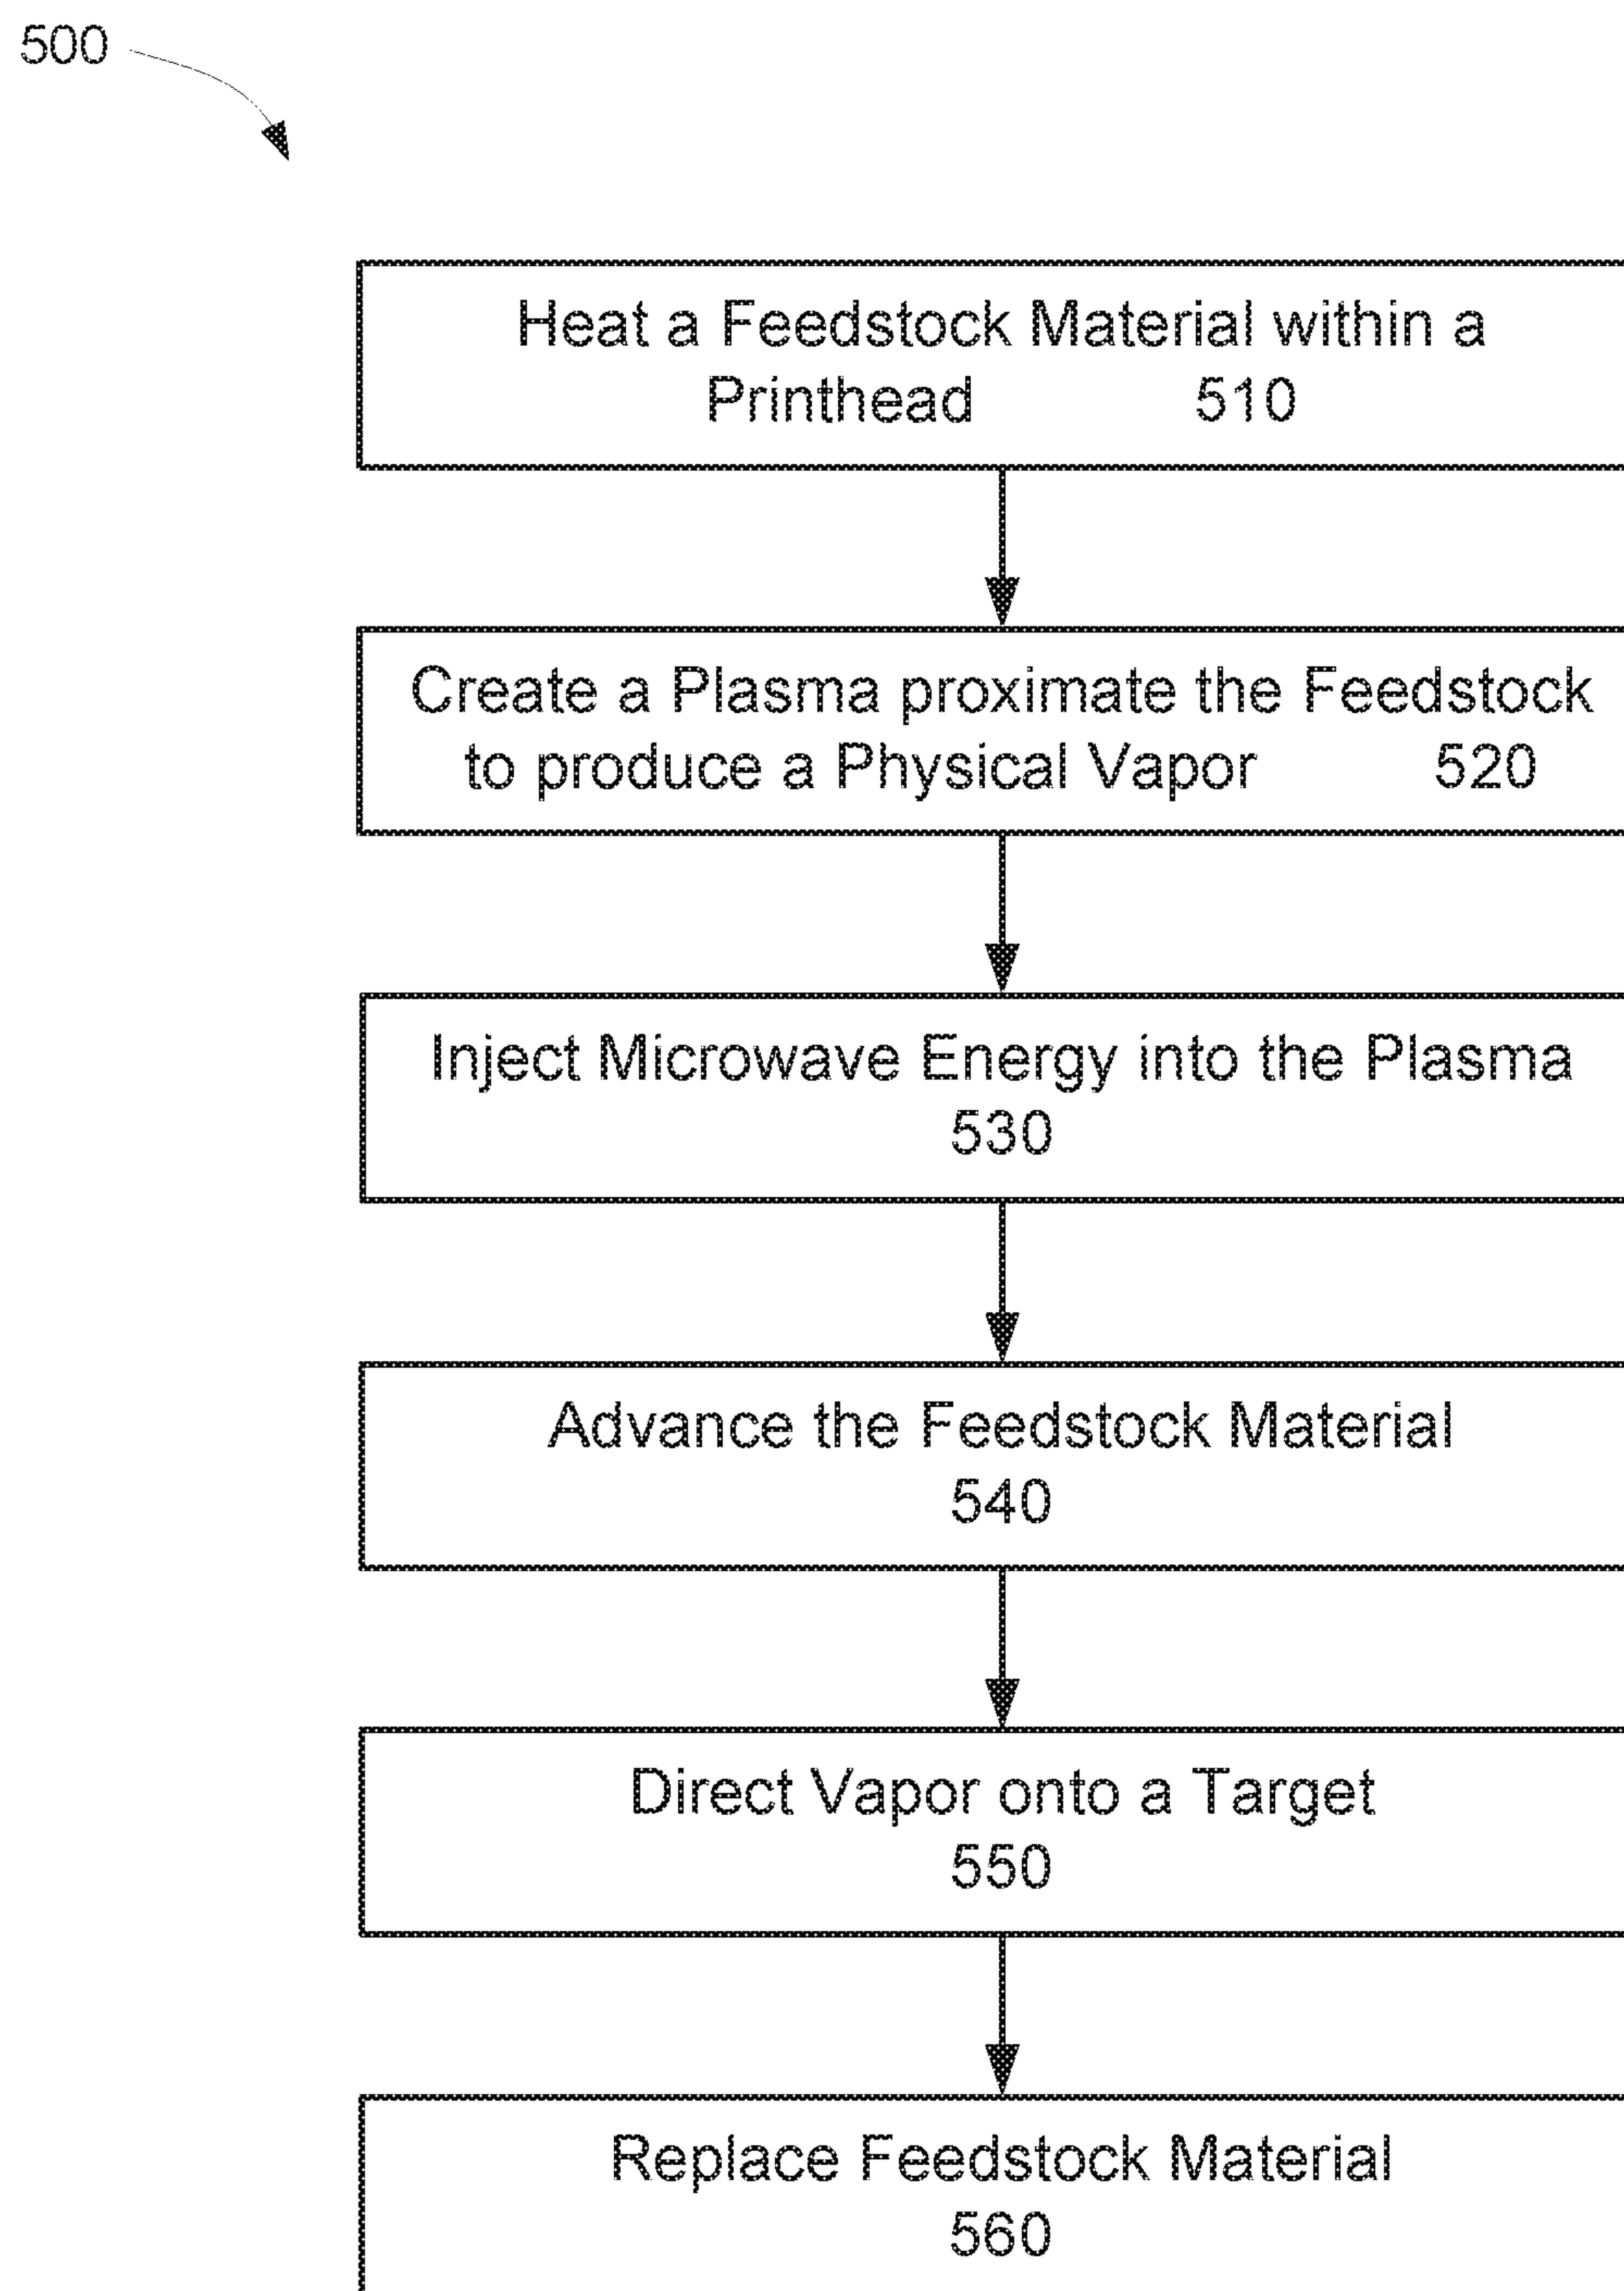 500
Heat a Feedstock Material within a
Printhead 510
Create a Plasma proximate the Feedstock
to produce a Physical Vapor 520
Inject Microwave Energy into the Plasma
530
Advance the Feedstock Material
540
Direct Vapor onto a Target
550
Replace Feedstock Material
560